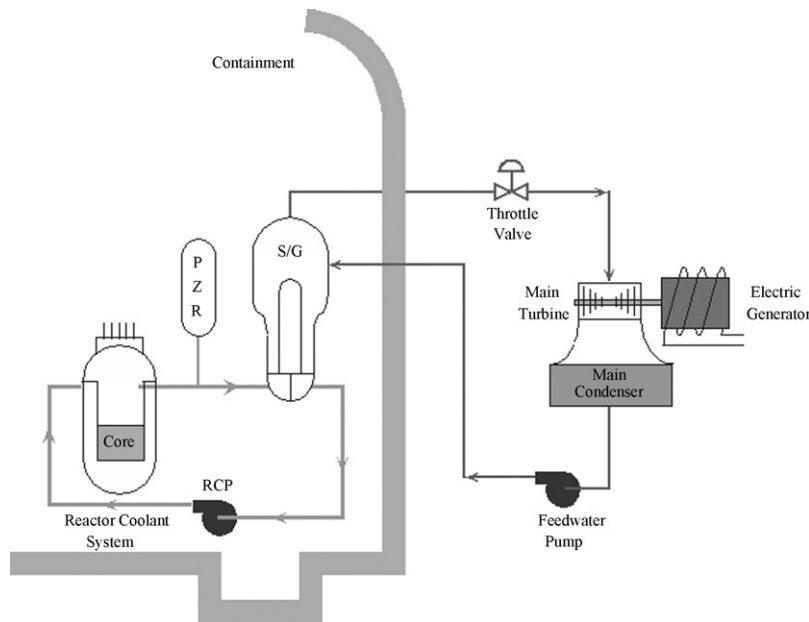 Containment
Throttle
Valve
S/G
P
Z
R
Main
Turbine
Electric
Generator
Main
Condenser
Core
RCP
Reactor Coolant
System
Feedwater
Pump